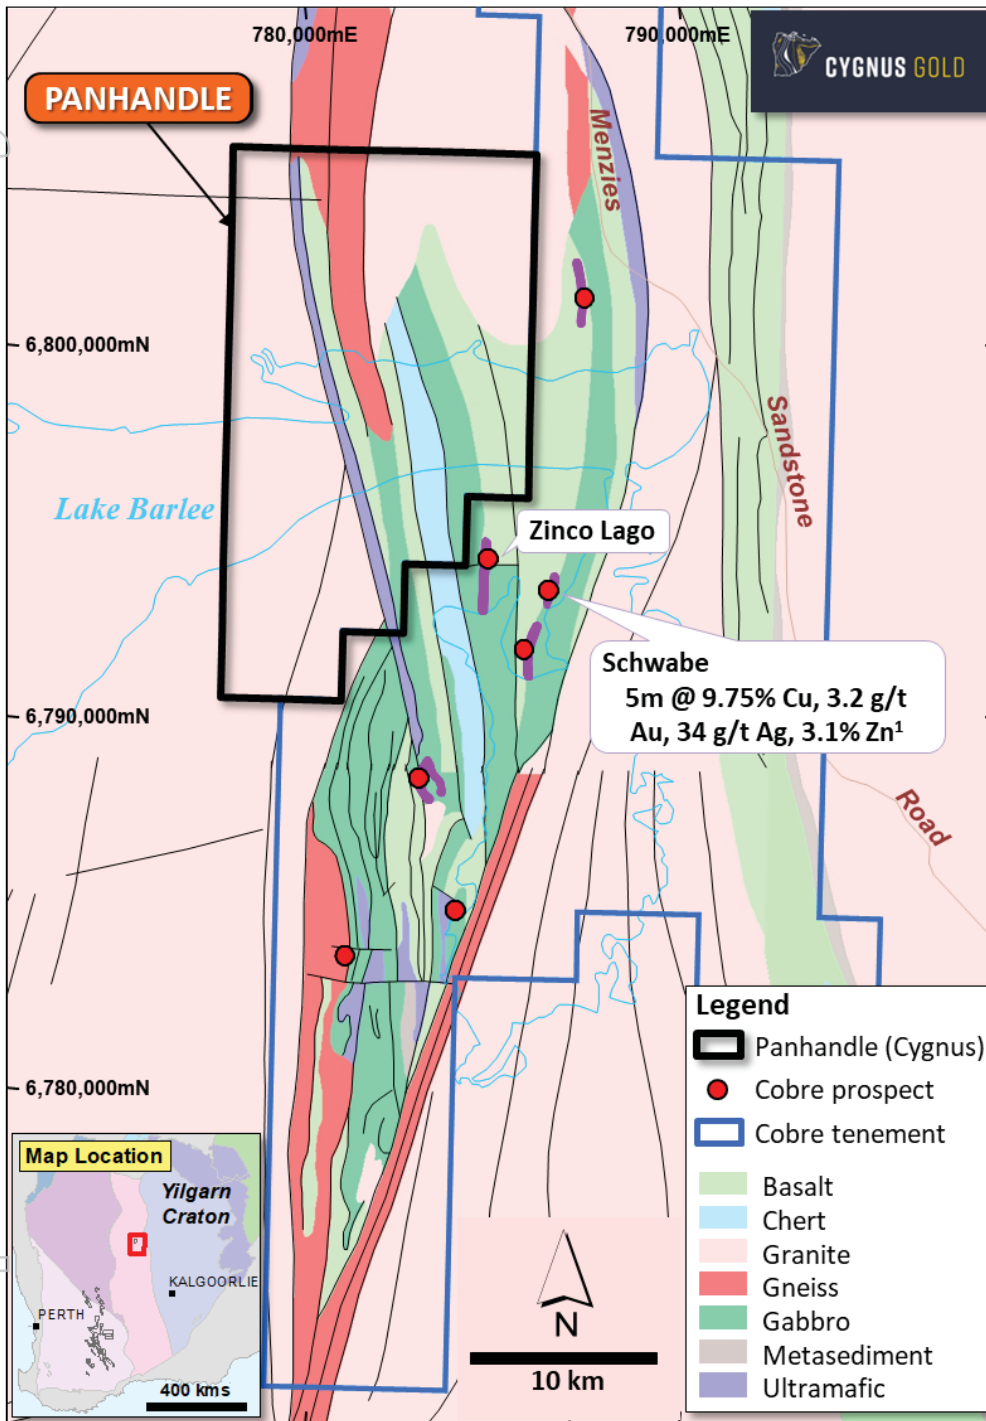 780,000mE
790,000mE
CYGNUS GOLD
PANHANDLE
Menzies
6,800,000mN
Sandstone
Lake Barlee
Zinco Lago
Schwabe
5m @ 9.75% Cu, 3.2 g/t
Au, 34 g/t Ag, 3.1% Zn¹
6,790,000mN
Road
6,780,000mN
Legend
Panhandle (Cygnus)
Cobre prospect
Cobre tenement
Basalt
Chert
Granite
Gneiss
Gabbro
Metasediment
Ultramafic
Map Location
Yilgarn
Craton
KALGOORLIE
PERTH
400 kms
N
10 km